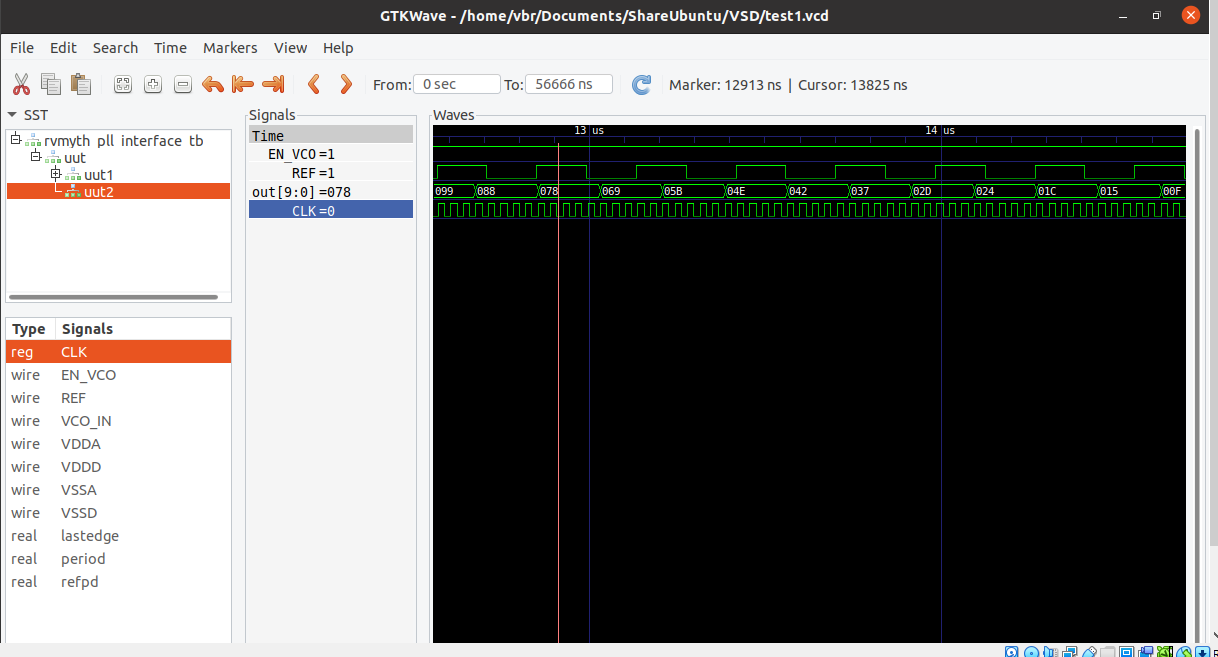 GTKWave - /home/vbr/Documents/ShareUbuntu/VSD/test1.vcd
File Edit Search Time Markers View Help
From: 0 sec To: 56666 ns Marker: 12913 ns | Cursor: 13825 ns
SST
rvmyth_pll_interface_tb
uut
uut1
uut2
Type Signals
reg CLK
wire EN_VCO
wire REF
wire VCO_IN
wire VDDA
wire VDDD
wire VSSA
wire VSSD
real lastedge
real period
real refpd
Signals
Time
EN_VCO=1
REF=1
out[9:0]=078
CLK=0
Waves
13 us 14 us
099 088 078 069 05B 04E 042 037 02D 024 01C 015 00F